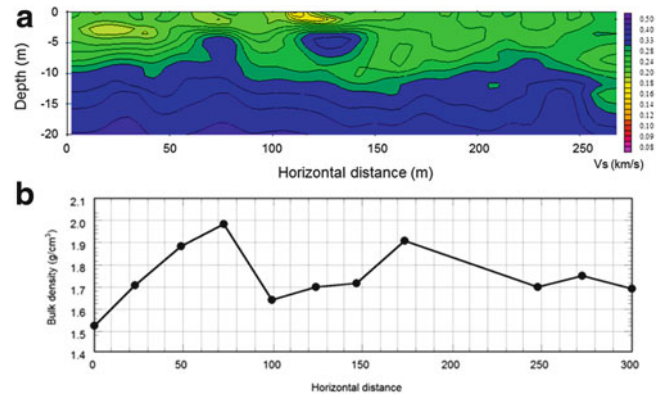 a
Depth (m)
0
-5
-10
-15
-20
0 50 100 150 200 250
Horizontal distance (m)
0.50
0.40
0.33
0.28
0.24
0.20
0.18
0.16
0.14
0.12
0.10
0.09
0.08
Vs (km/s)
b
Bulk density (g/cm³)
2.1
2.0
1.8
1.7
1.6
1.5
1.4
0 50 100 150 200 250 300
Horizontal distance